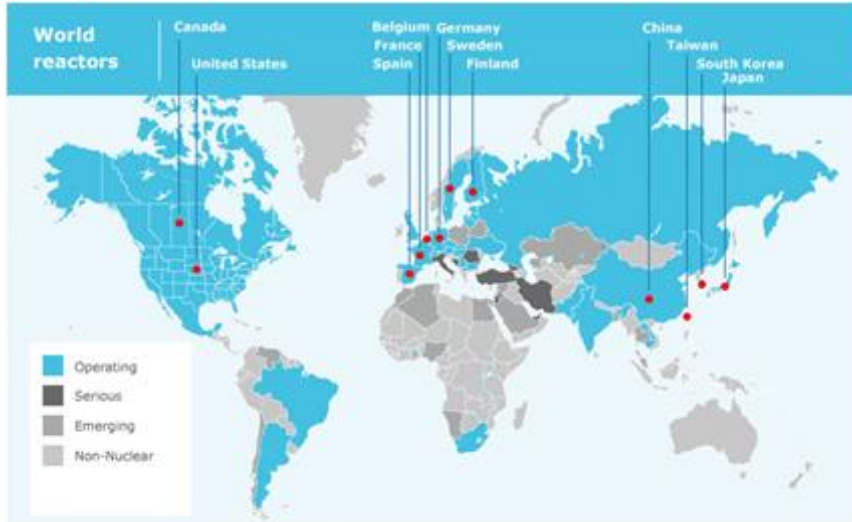 World
reactors
Canada
United States
Belgium
France
Spain
Germany
Sweden
Finland
China
Taiwan
South Korea
Japan
Operating
Serious
Emerging
Non-Nuclear